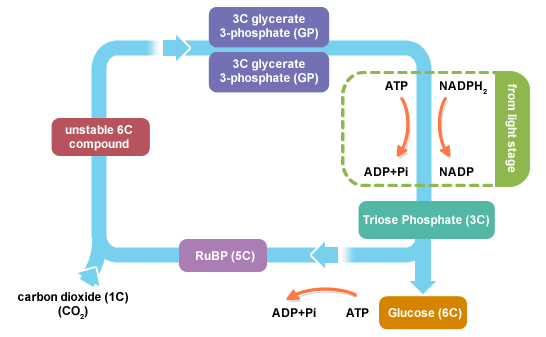 3C glycerate
3-phosphate (GP)
3C glycerate
3-phosphate (GP)
ATP
NADPH₂
from light stage
unstable 6C
compound
ADP+Pi
NADP
Triose Phosphate (3C)
RuBP (5C)
carbon dioxide (1C)
(CO₂)
ADP+Pi
ATP
Glucose (6C)